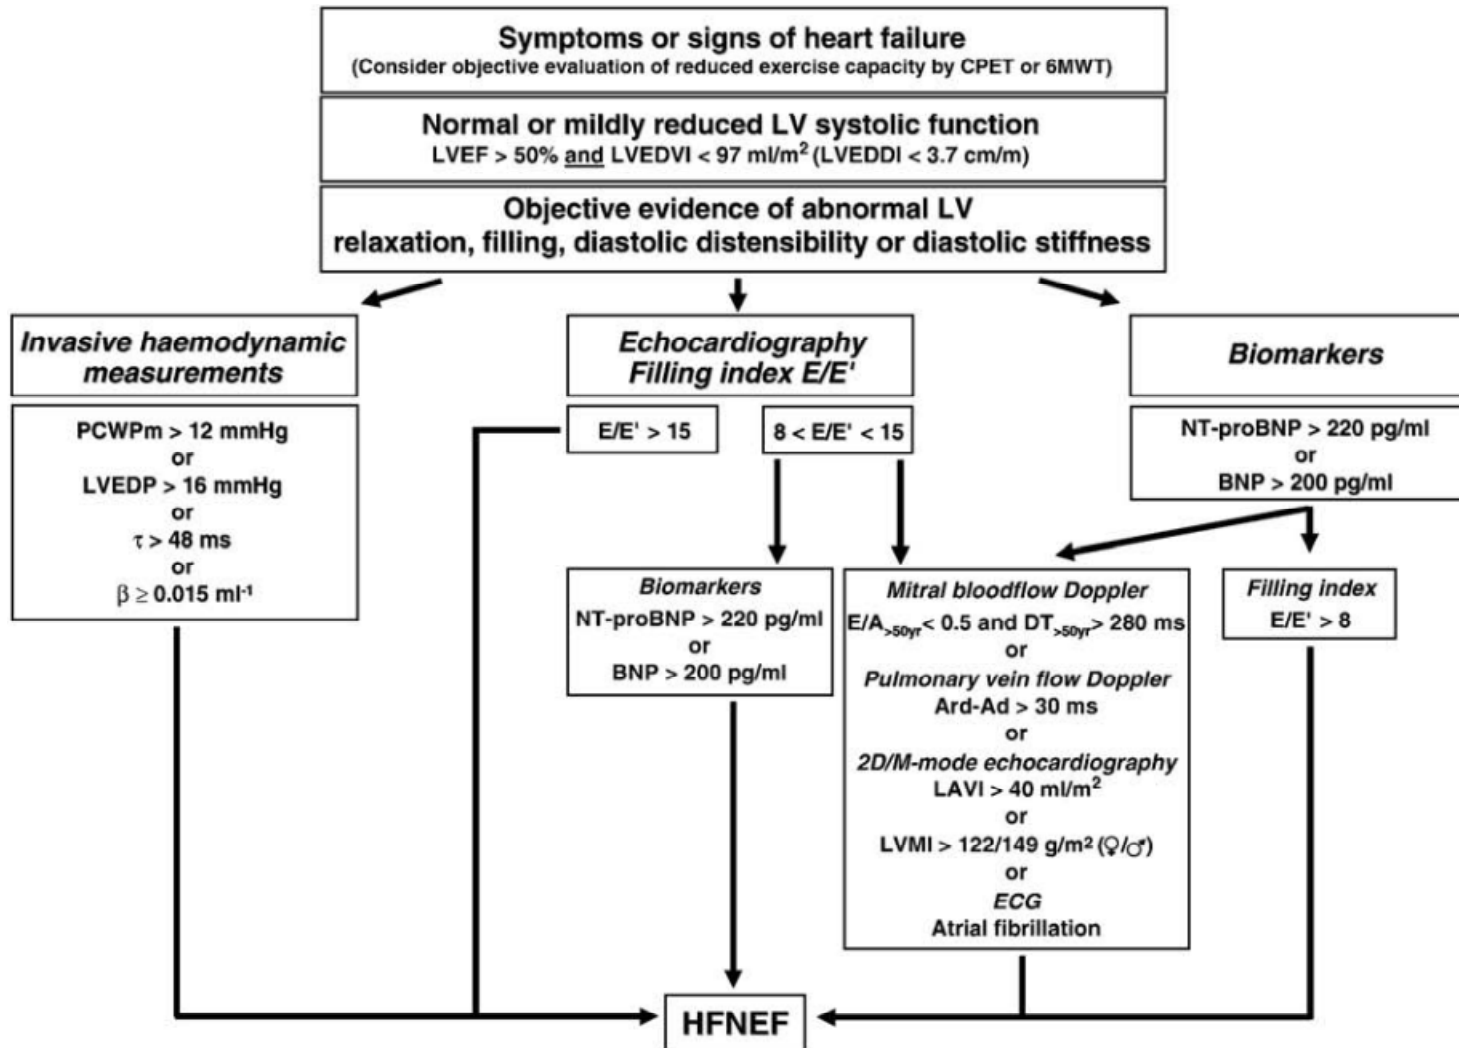 Symptoms or signs of heart failure
(Consider objective evaluation of reduced exercise capacity by CPET or 6MWT)
Normal or mildly reduced LV systolic function
LVEF > 50% and LVEDVI < 97 ml/m² (LVEDDI < 3.7 cm/m)
Objective evidence of abnormal LV
relaxation, filling, diastolic distensibility or diastolic stiffness
Invasive haemodynamic
measurements
PCWPm > 12 mmHg
or
LVEDP > 16 mmHg
or
τ > 48 ms
or
β ≥ 0.015 ml⁻¹
Echocardiography
Filling index E/E'
E/E' > 15
8 < E/E' < 15
Biomarkers
NT-proBNP > 220 pg/ml
or
BNP > 200 pg/ml
Biomarkers
NT-proBNP > 220 pg/ml
or
BNP > 200 pg/ml
Mitral bloodflow Doppler
E/A>50yr < 0.5 and DT>50yr > 280 ms
or
Pulmonary vein flow Doppler
Ard-Ad > 30 ms
or
2D/M-mode echocardiography
LAVI > 40 ml/m²
or
LVMI > 122/149 g/m² (♀/♂)
or
ECG
Atrial fibrillation
Filling index
E/E' > 8
HFNEF